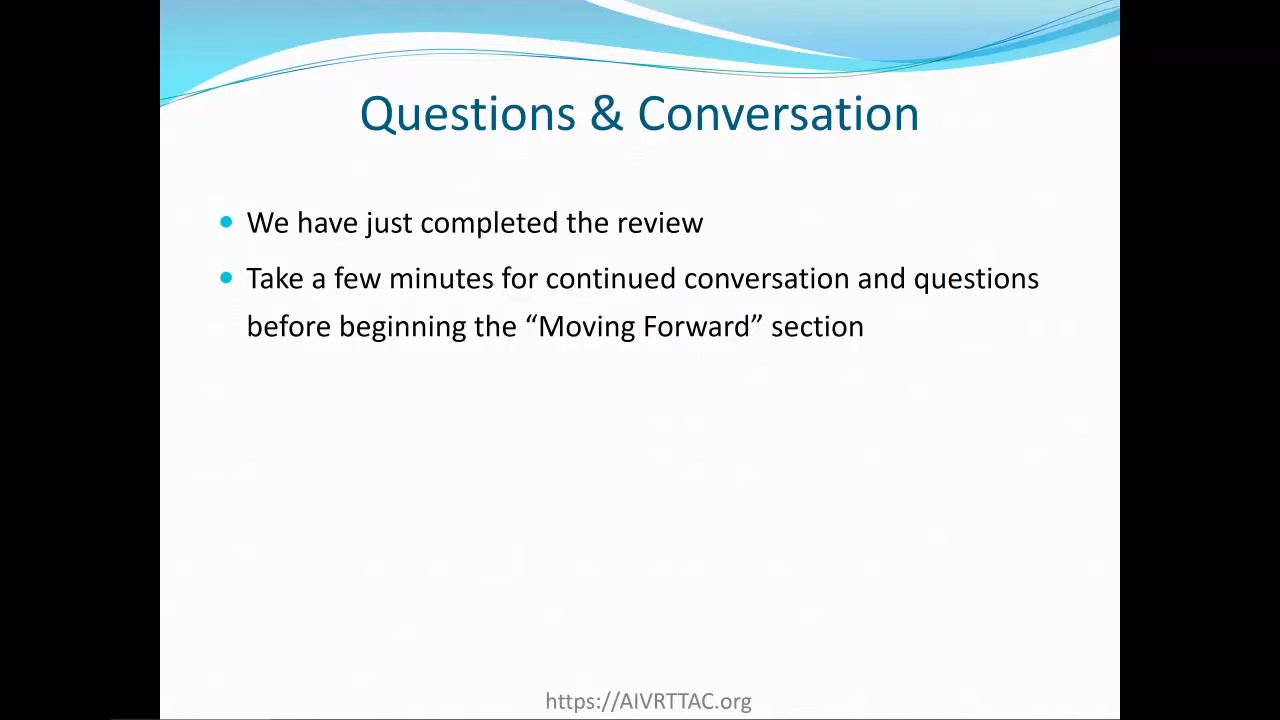 Questions & Conversation
We have just completed the review
Take a few minutes for continued conversation and questions
before beginning the “Moving Forward” section
https://AIVRTTAC.org